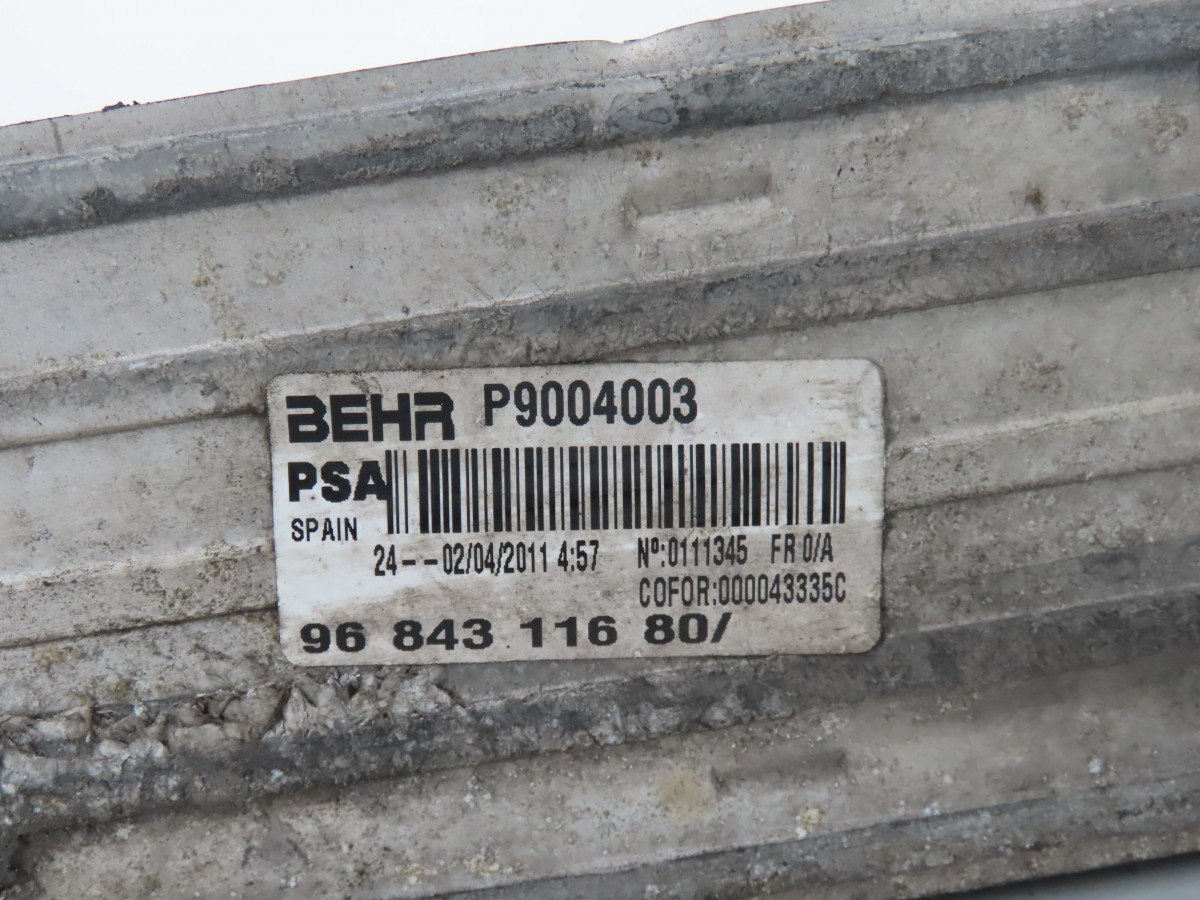 BEHR P9004003
PSA
SPAIN
24--02/04/2011 4:57 Nº:0111345 FR 0/A
COFOR:000043335C
96 843 116 80/